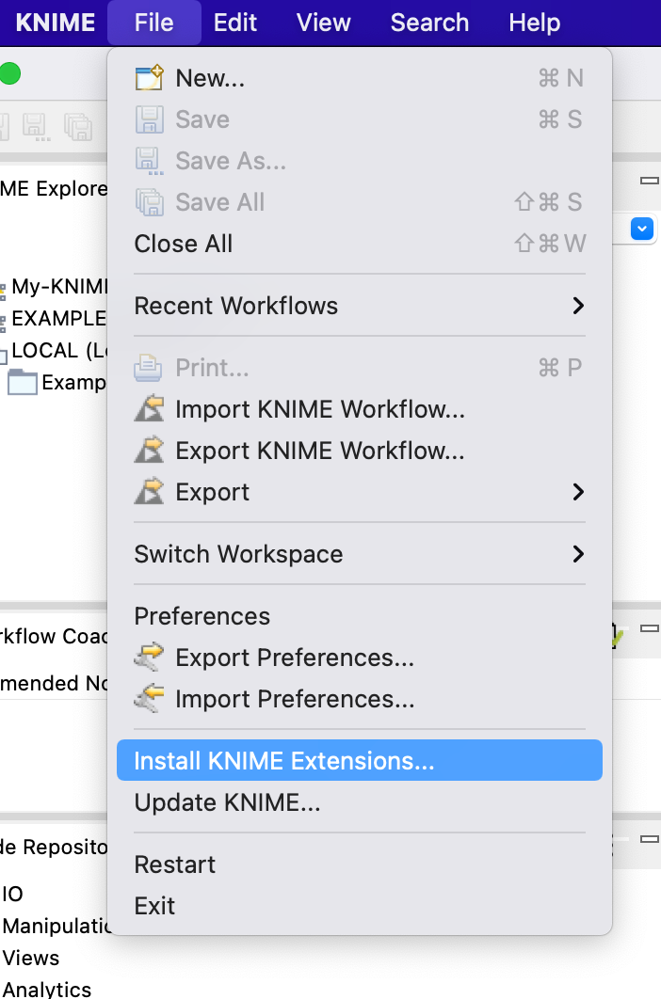 KNIME File Edit View Search Help
New... ⌘ N
Save ⌘ S
Save As...
Save All ⇧⌘ S
Close All ⇧⌘ W
Recent Workflows
Print... ⌘ P
Import KNIME Workflow...
Export KNIME Workflow...
Export
Switch Workspace
Preferences
Export Preferences...
Import Preferences...
Install KNIME Extensions...
Update KNIME...
Restart
Exit
ME Explore
My-KNIME
EXAMPLE
LOCAL (L
Examp
rkflow Coac
mended No
de Reposito
IO
Manipulatio
Views
Analytics